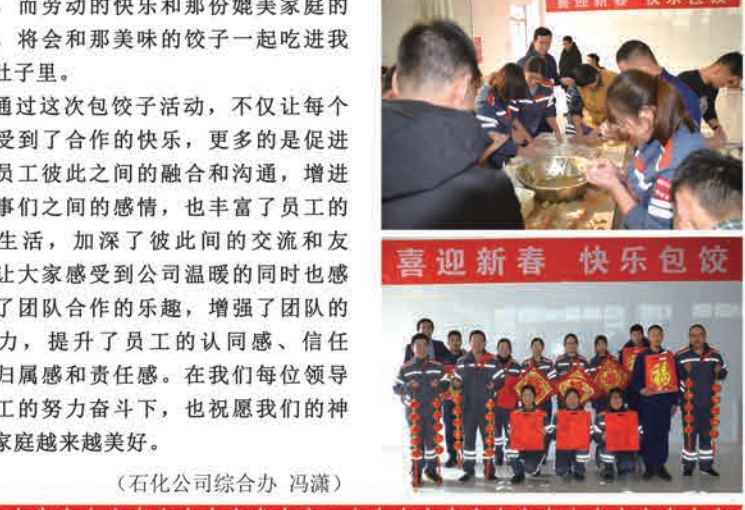 ，而劳动的快乐和那份媲美家庭的
，将会和那美味的饺子一起吃进我
肚子里。
通过这次包饺子活动，不仅让每个
受到了合作的快乐，更多的是促进
员工彼此之间的融合和沟通，增进
事们之间的感情，也丰富了员工的
生活，加深了彼此间的交流和友
让大家感受到公司温暖的同时也感
了团队合作的乐趣，增强了团队的
力，提升了员工的认同感、信任
归属感和责任感。在我们每位领导
工的努力奋斗下，也祝愿我们的神
家庭越来越美好。
（石化公司综合办 冯潇）
喜迎新春 快乐包饺
喜迎新春 快乐包饺
福